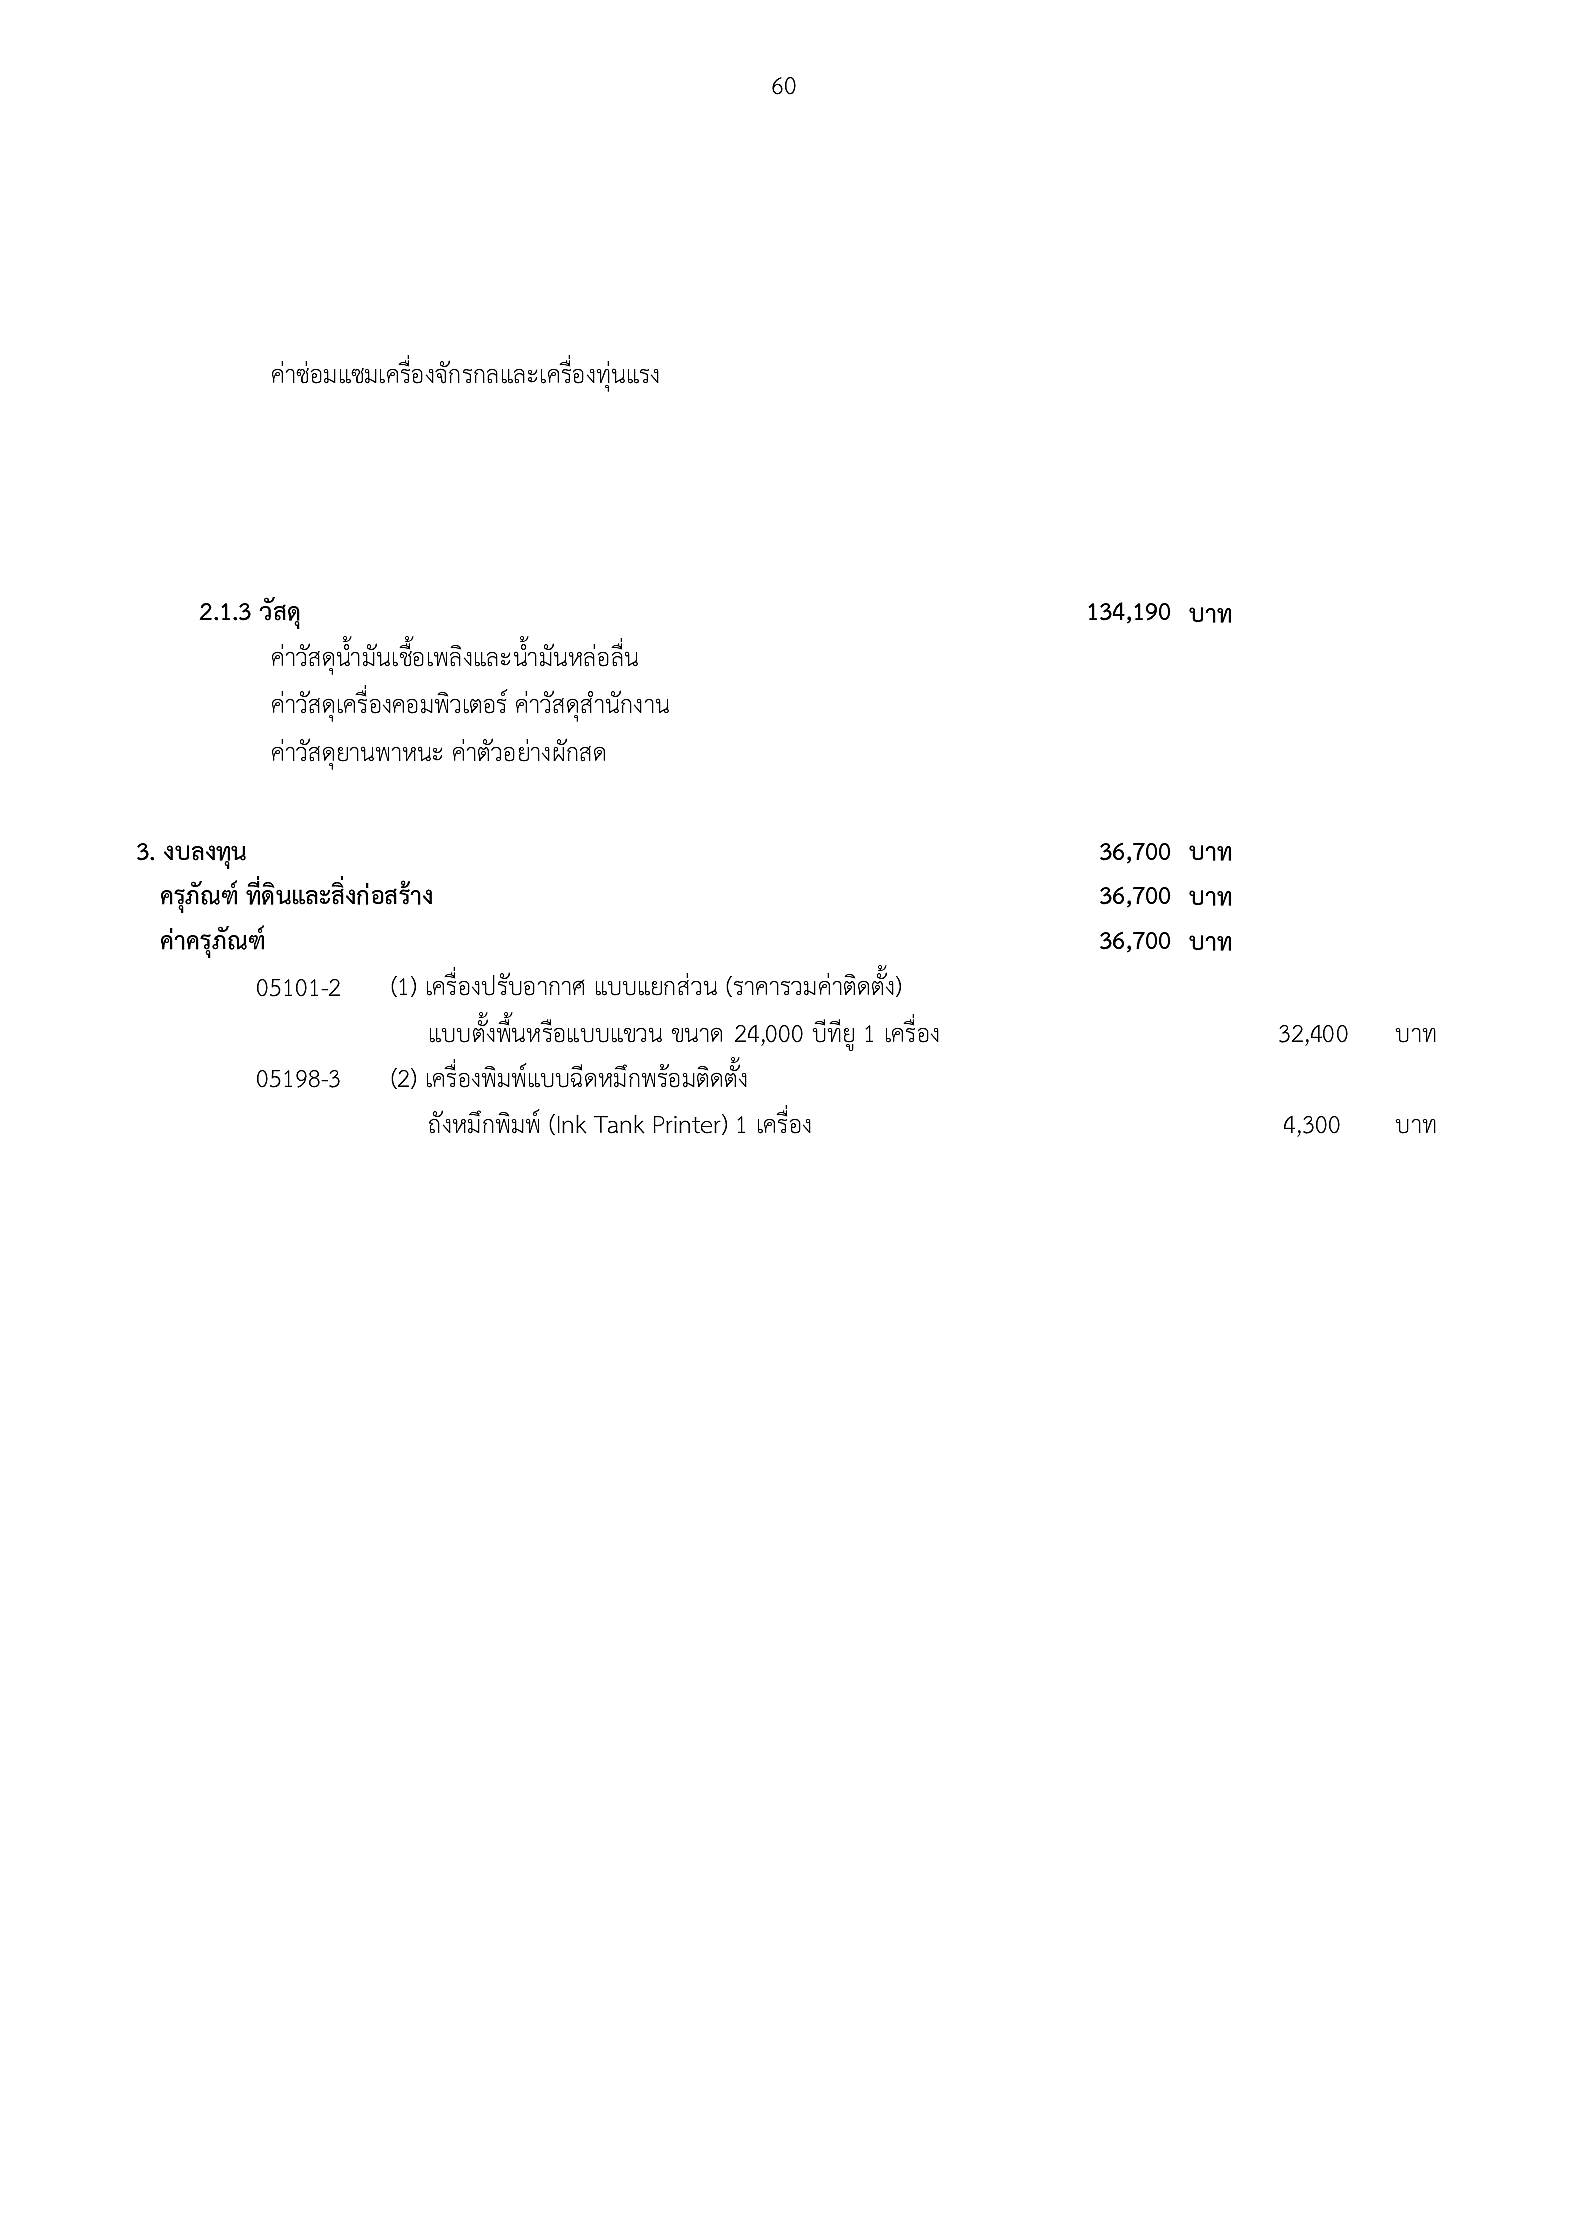 60
ค่าซ่อมแซมเครื่องจักรกลและเครื่องทุ่นแรง
2.1.3 วัสดุ 134,190 บาท
ค่าวัสดุน้ำมันเชื้อเพลิงและน้ำมันหล่อลื่น
ค่าวัสดุเครื่องคอมพิวเตอร์ ค่าวัสดุสำนักงาน
ค่าวัสดุยานพาหนะ ค่าตัวอย่างผักสด
3. งบลงทุน 36,700 บาท
ครุภัณฑ์ ที่ดินและสิ่งก่อสร้าง 36,700 บาท
ค่าครุภัณฑ์ 36,700 บาท
05101-2 (1) เครื่องปรับอากาศ แบบแยกส่วน (ราคารวมค่าติดตั้ง)
แบบตั้งพื้นหรือแบบแขวน ขนาด 24,000 บีทียู 1 เครื่อง 32,400 บาท
05198-3 (2) เครื่องพิมพ์แบบฉีดหมึกพร้อมติดตั้ง
ถังหมึกพิมพ์ (Ink Tank Printer) 1 เครื่อง 4,300 บาท